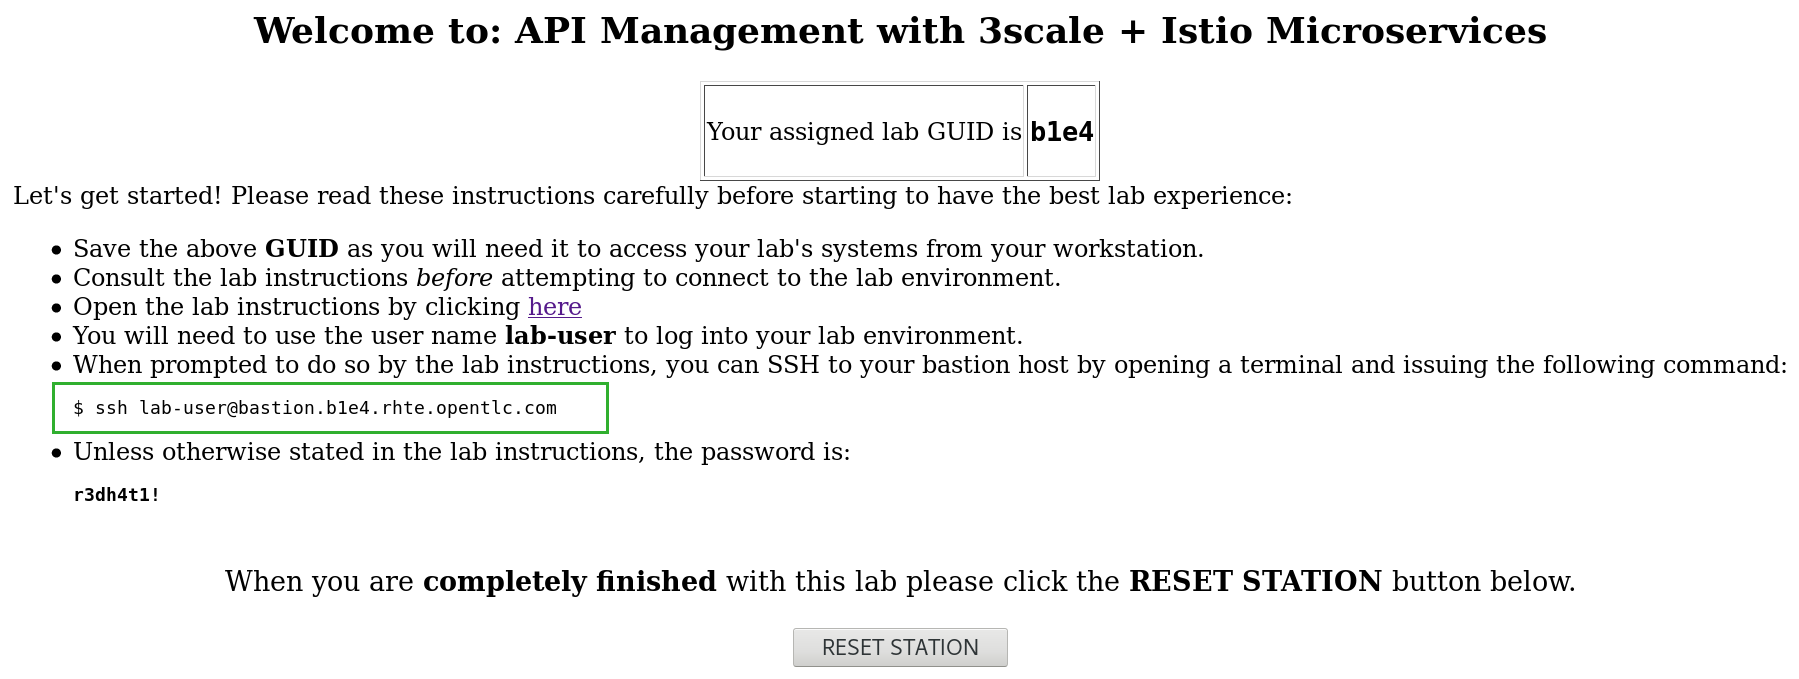 Welcome to: API Management with 3scale + Istio Microservices
Your assigned lab GUID is b1e4
Let's get started! Please read these instructions carefully before starting to have the best lab experience:
Save the above GUID as you will need it to access your lab's systems from your workstation.
Consult the lab instructions before attempting to connect to the lab environment.
Open the lab instructions by clicking here
You will need to use the user name lab-user to log into your lab environment.
When prompted to do so by the lab instructions, you can SSH to your bastion host by opening a terminal and issuing the following command:
$ ssh lab-user@bastion.b1e4.rhte.opentlc.com
Unless otherwise stated in the lab instructions, the password is:
r3dh4t1!
When you are completely finished with this lab please click the RESET STATION button below.
RESET STATION